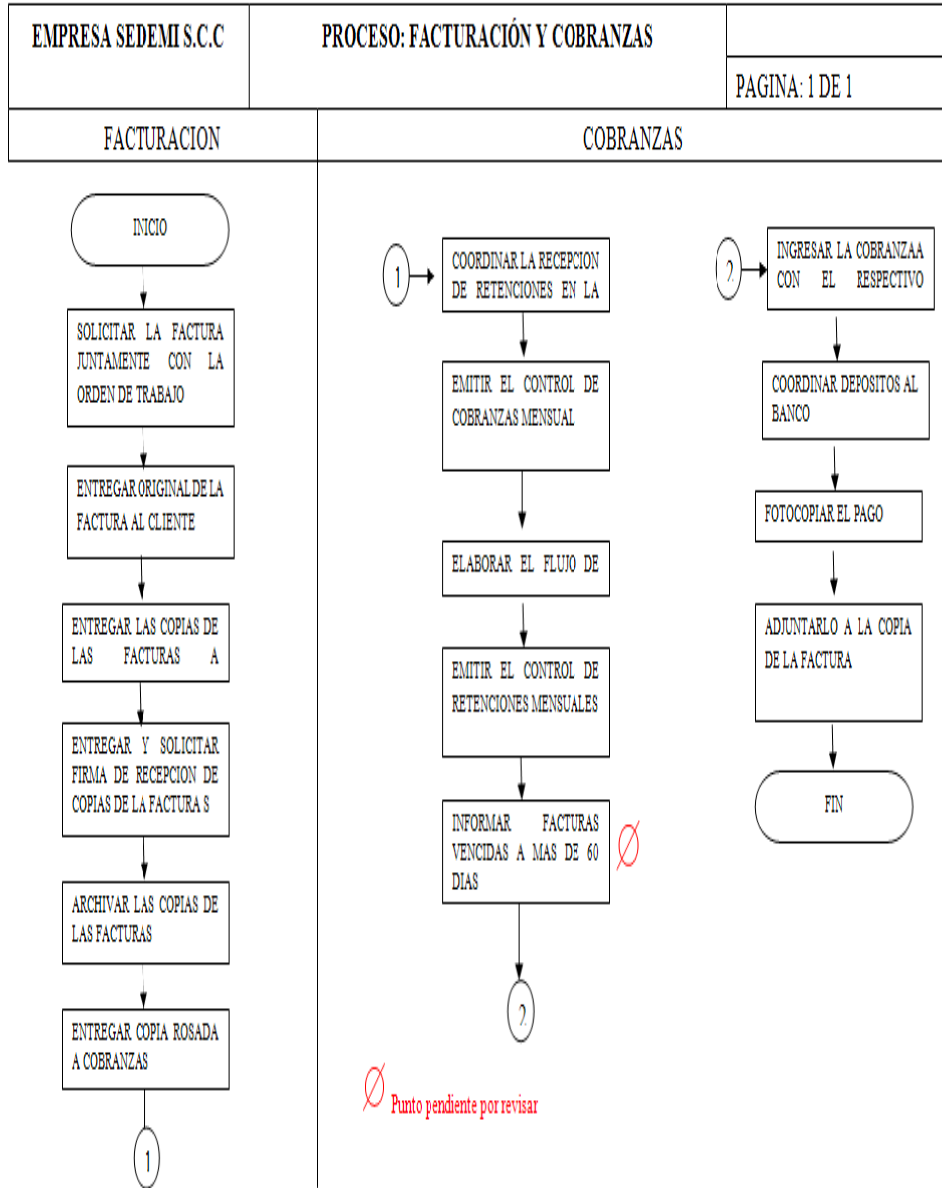 EMPRESA SEDEMI S.C.C
PROCESO: FACTURACIÓN Y COBRANZAS
PAGINA: 1 DE 1
FACTURACION
COBRANZAS
INICIO
SOLICITAR LA FACTURA
JUNTAMENTE CON LA
ORDEN DE TRABAJO
ENTREGAR ORIGINAL DE LA
FACTURA AL CLIENTE
ENTREGAR LAS COPIAS DE
LAS FACTURAS A
ENTREGAR Y SOLICITAR
FIRMA DE RECEPCION DE
COPIAS DE LA FACTURA S
ARCHIVAR LAS COPIAS DE
LAS FACTURAS
ENTREGAR COPIA ROSADA
A COBRANZAS
1
1
COORDINAR LA RECEPCION
DE RETENCIONES EN LA
EMITIR EL CONTROL DE
COBRANZAS MENSUAL
ELABORAR EL FLUJO DE
EMITIR EL CONTROL DE
RETENCIONES MENSUALES
INFORMAR FACTURAS
VENCIDAS A MAS DE 60
DIAS
2
2
INGRESAR LA COBRANZAA
CON EL RESPECTIVO
COORDINAR DEPOSITOS AL
BANCO
FOTOCOPIAR EL PAGO
ADJUNTARLO A LA COPIA
DE LA FACTURA
FIN
Punto pendiente por revisar